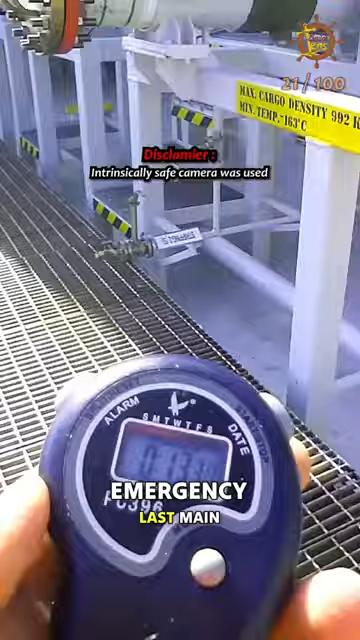 21/100
MAX. CARGO DENSITY 992 K
MIN. TEMP. -163°C
Disclamier :
Intrinsically safe camera was used
ALARM
S M T W T F S
DATE
EMERGENCY
LAST MAIN